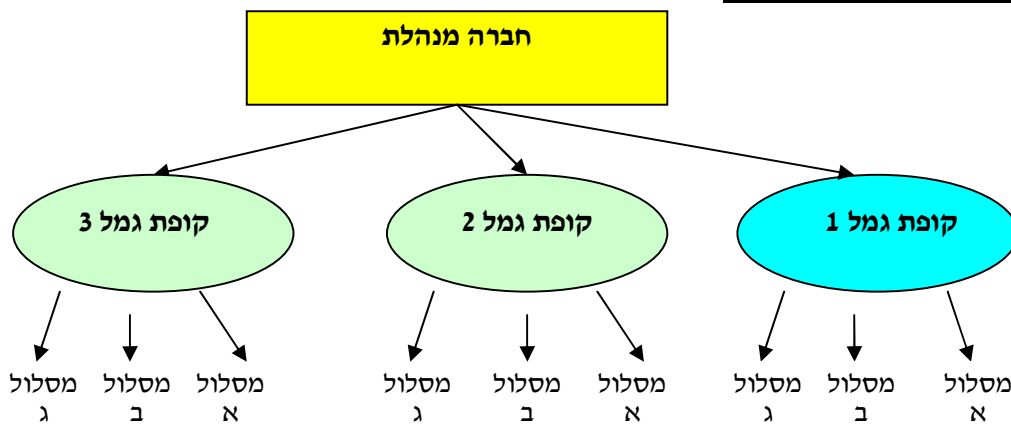 חברה מנהלת
קופת גמל 1
קופת גמל 2
קופת גמל 3
מסלול
א
מסלול
ב
מסלול
ג
מסלול
א
מסלול
ב
מסלול
ג
מסלול
א
מסלול
ב
מסלול
ג